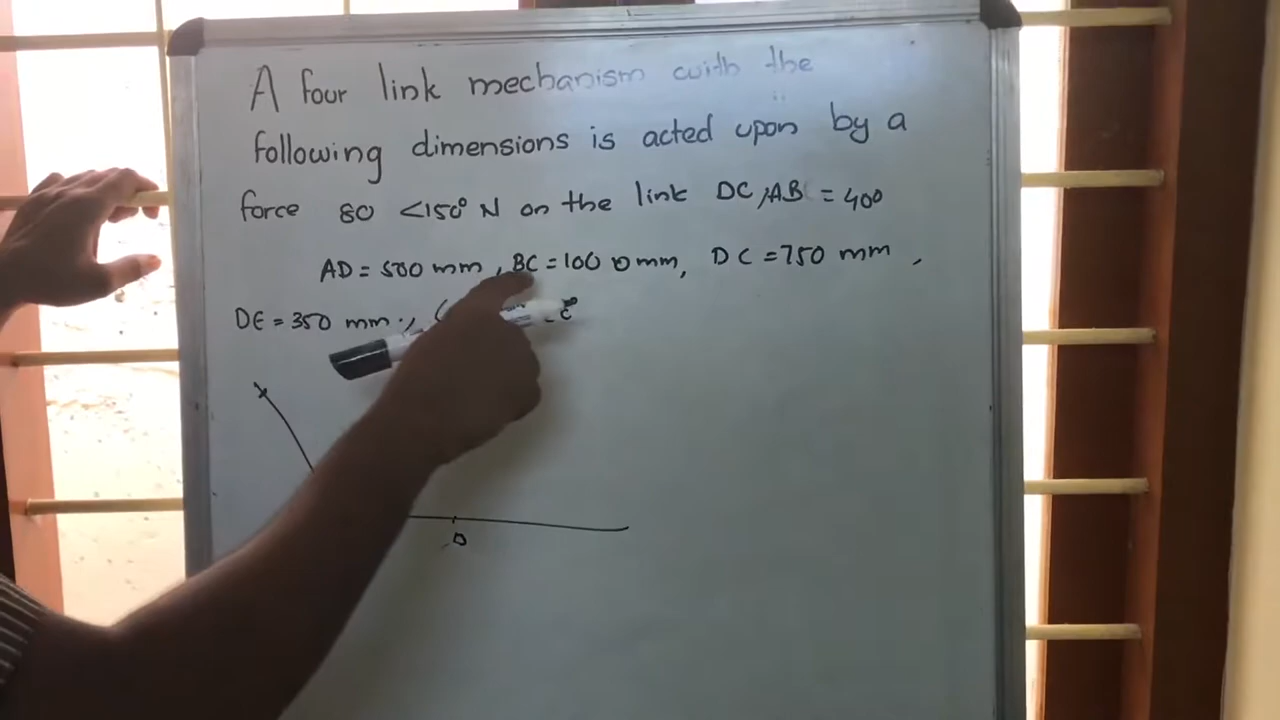 A four link mechanism with the
following dimensions is acted upon by a
force 80 <150° N on the link DC, AB = 400
AD = 500 mm, BC = 1000 mm, DC = 750 mm,
DE = 350 mm.,
D